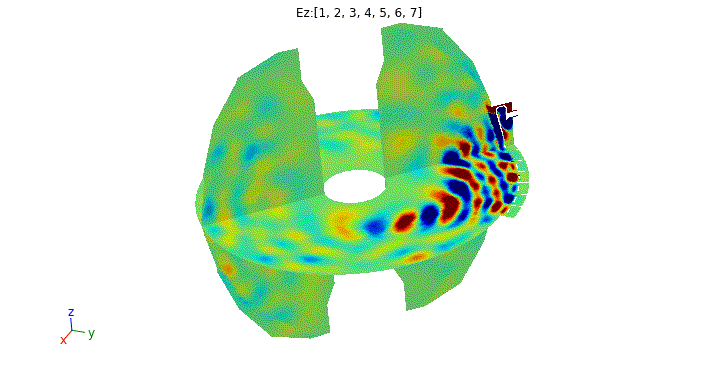 Ez:[1, 2, 3, 4, 5, 6, 7]
z
y
x